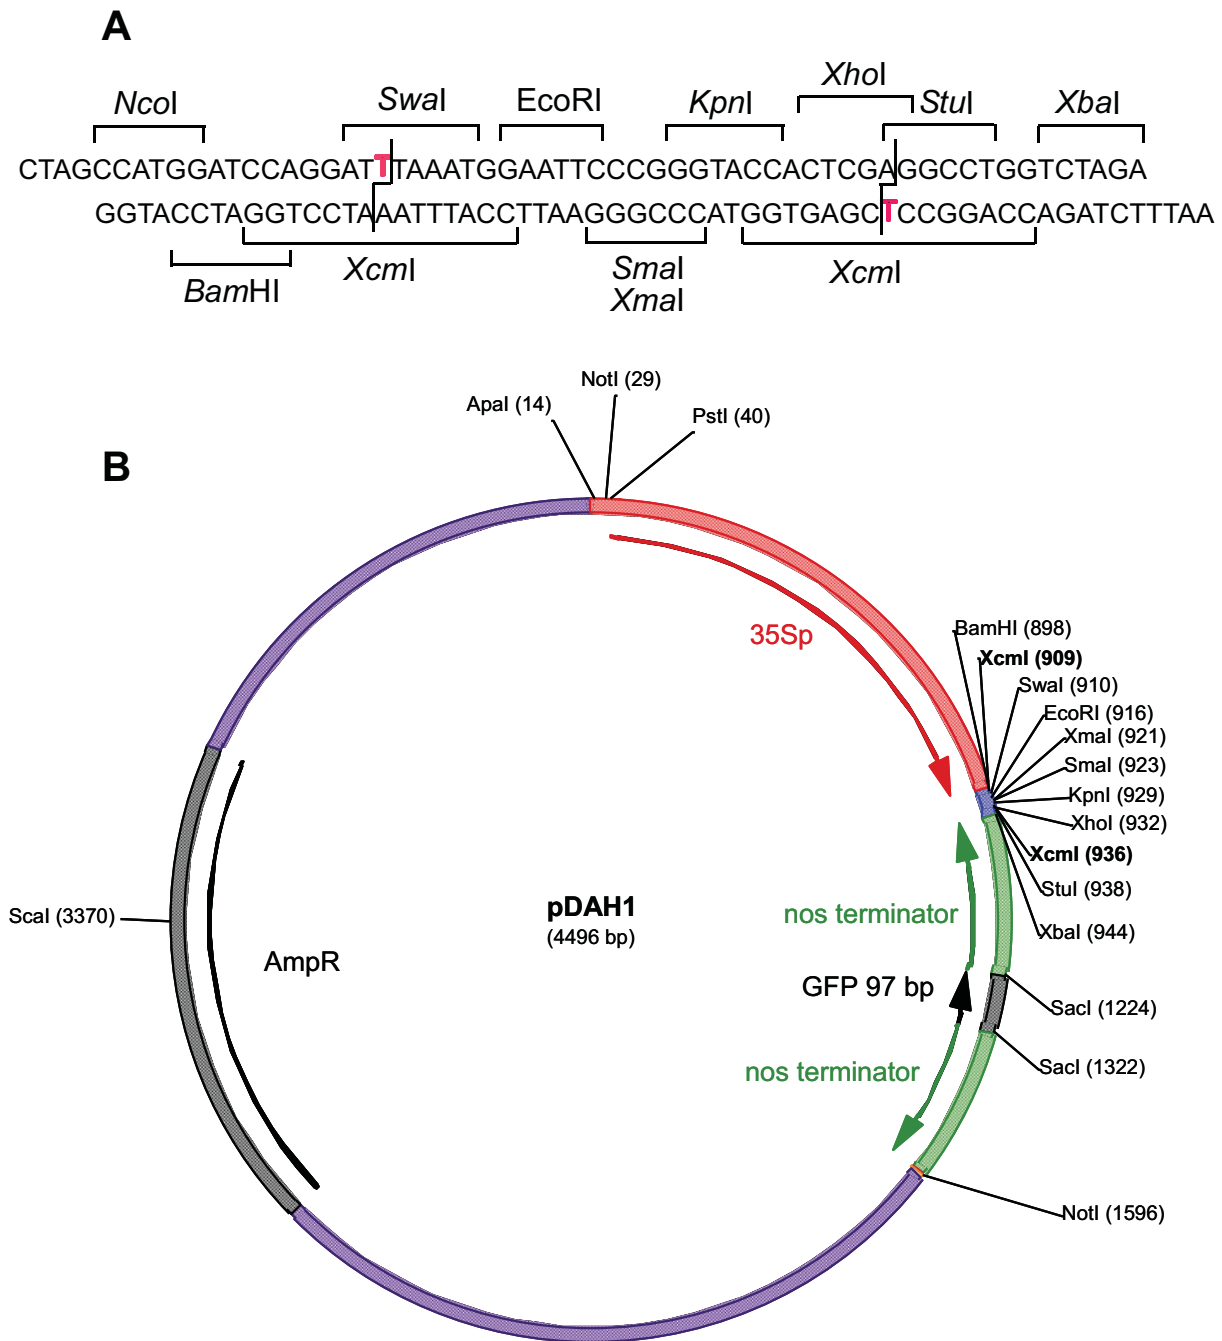 A
XhoI
NcoI SwaI EcoRI KpnI StuI XbaI
CTAGCCATGGATCCAGGATTTAAATGGAATTCCCGGGTACCACTCGAGGCCTGGTCTAGA
GGTACCTAGGTCCTAAATTTACCTTAAGGGCCCATGGTGAGCTCCGGACCAGATCTTTAA
BamHI XcmI SmaI XcmI
XmaI
NotI (29)
ApaI (14)
PstI (40)
B
35Sp
BamHI (898)
XcmI (909)
SwaI (910)
EcoRI (916)
XmaI (921)
SmaI (923)
KpnI (929)
XhoI (932)
XcmI (936)
StuI (938)
XbaI (944)
ScaI (3370)
pDAH1
(4496 bp)
nos terminator
AmpR
GFP 97 bp
SacI (1224)
nos terminator
SacI (1322)
NotI (1596)